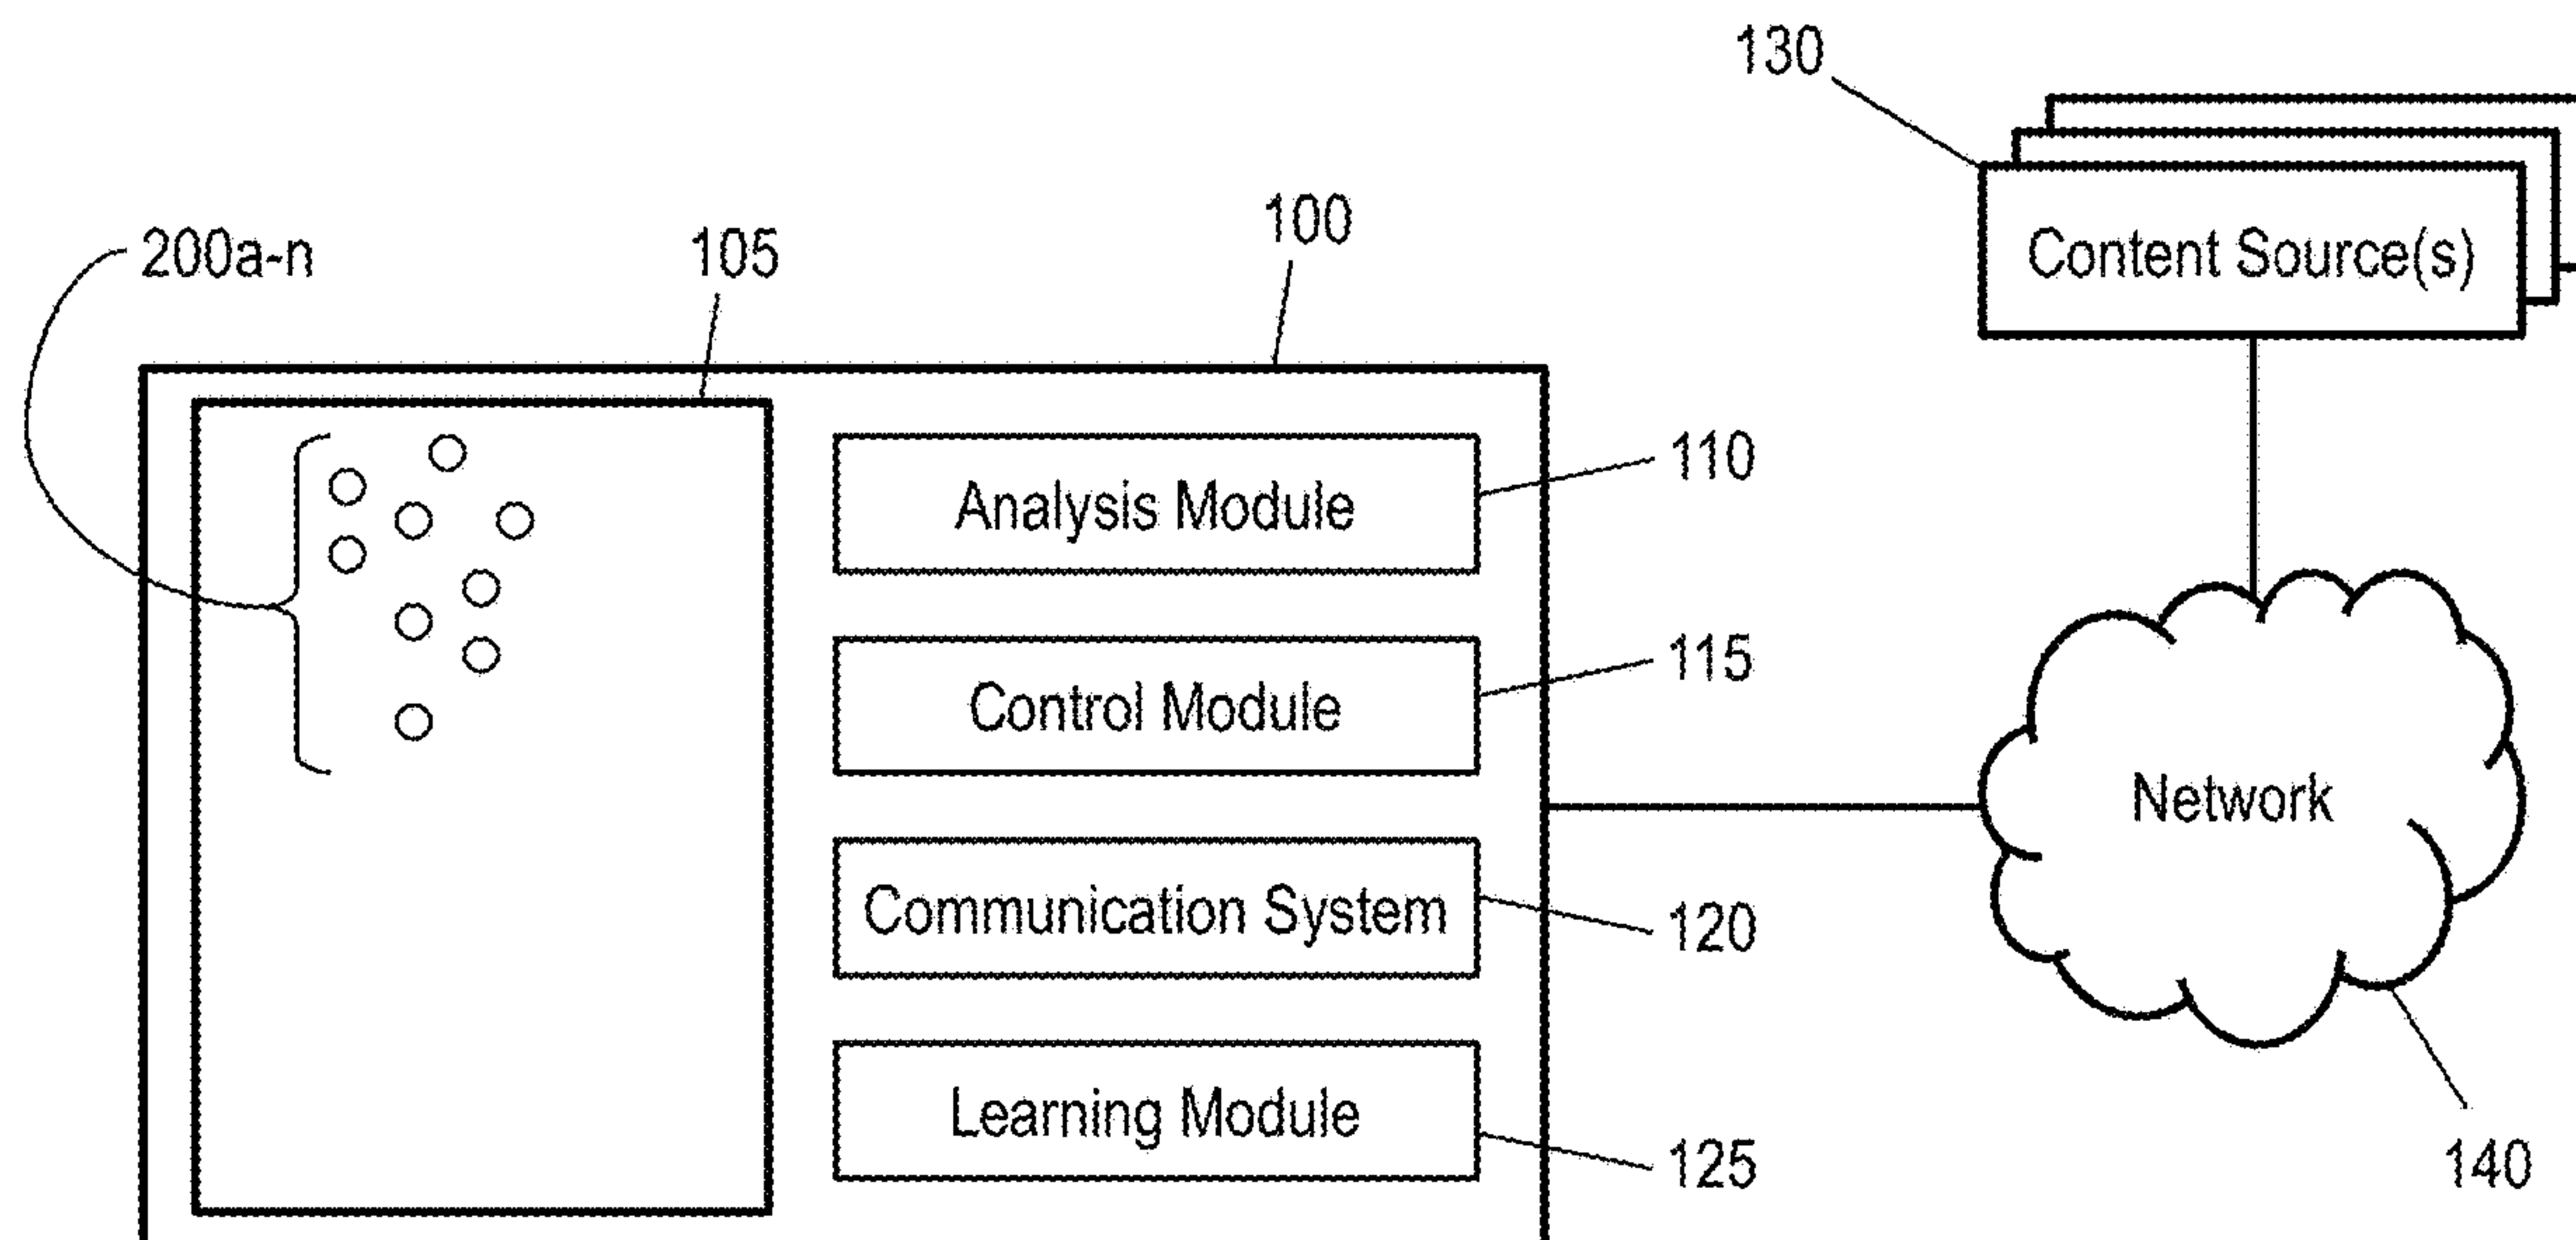 130
100
200a-n
105
Content Source(s)
110
Analysis Module
115
Control Module
Network
Communication System
120
Learning Module
125
140